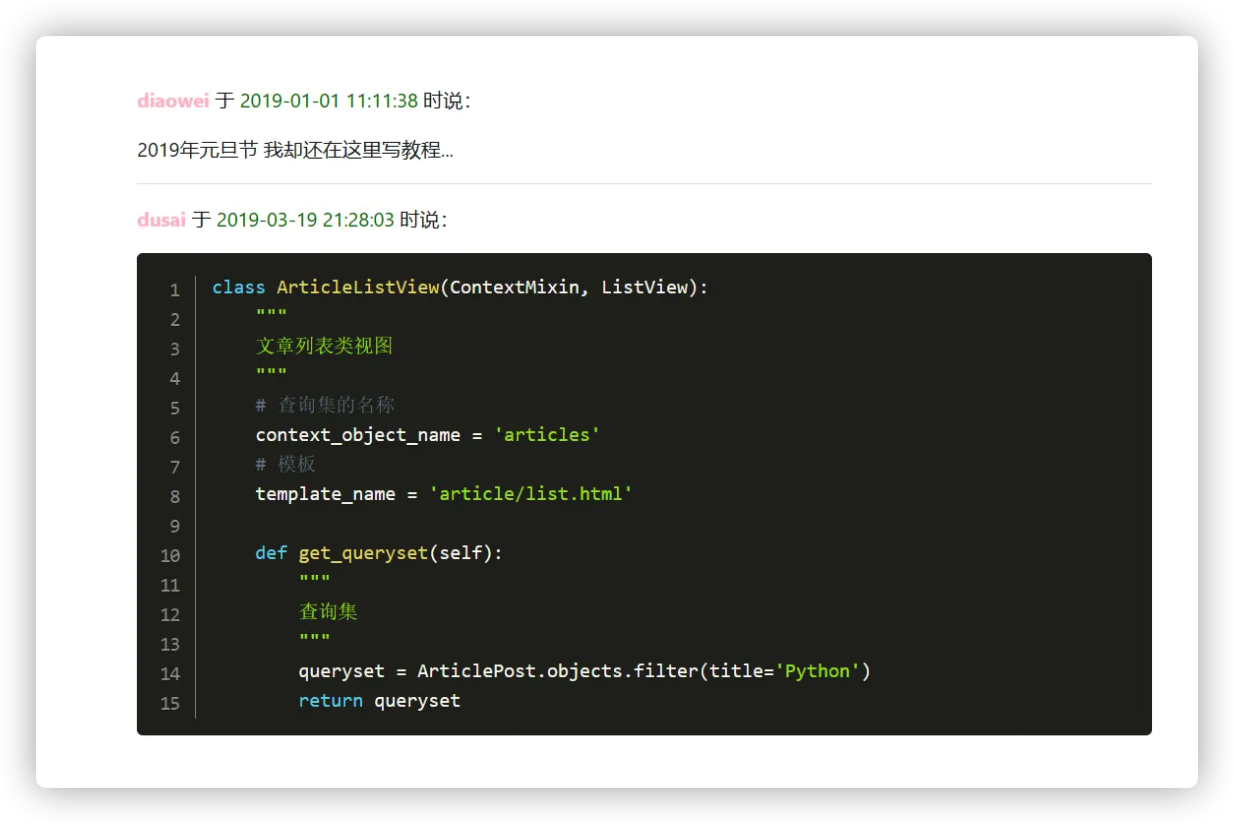 diaowei 于 2019-01-01 11:11:38 时说：
2019年元旦节 我却还在这里写教程...
dusai 于 2019-03-19 21:28:03 时说：
1 class ArticleListView(ContextMixin, ListView):
2     """
3     文章列表类视图
4     """
5     # 查询集的名称
6     context_object_name = 'articles'
7     # 模板
8     template_name = 'article/list.html'
9
10     def get_queryset(self):
11         """
12         查询集
13         """
14         queryset = ArticlePost.objects.filter(title='Python')
15         return queryset